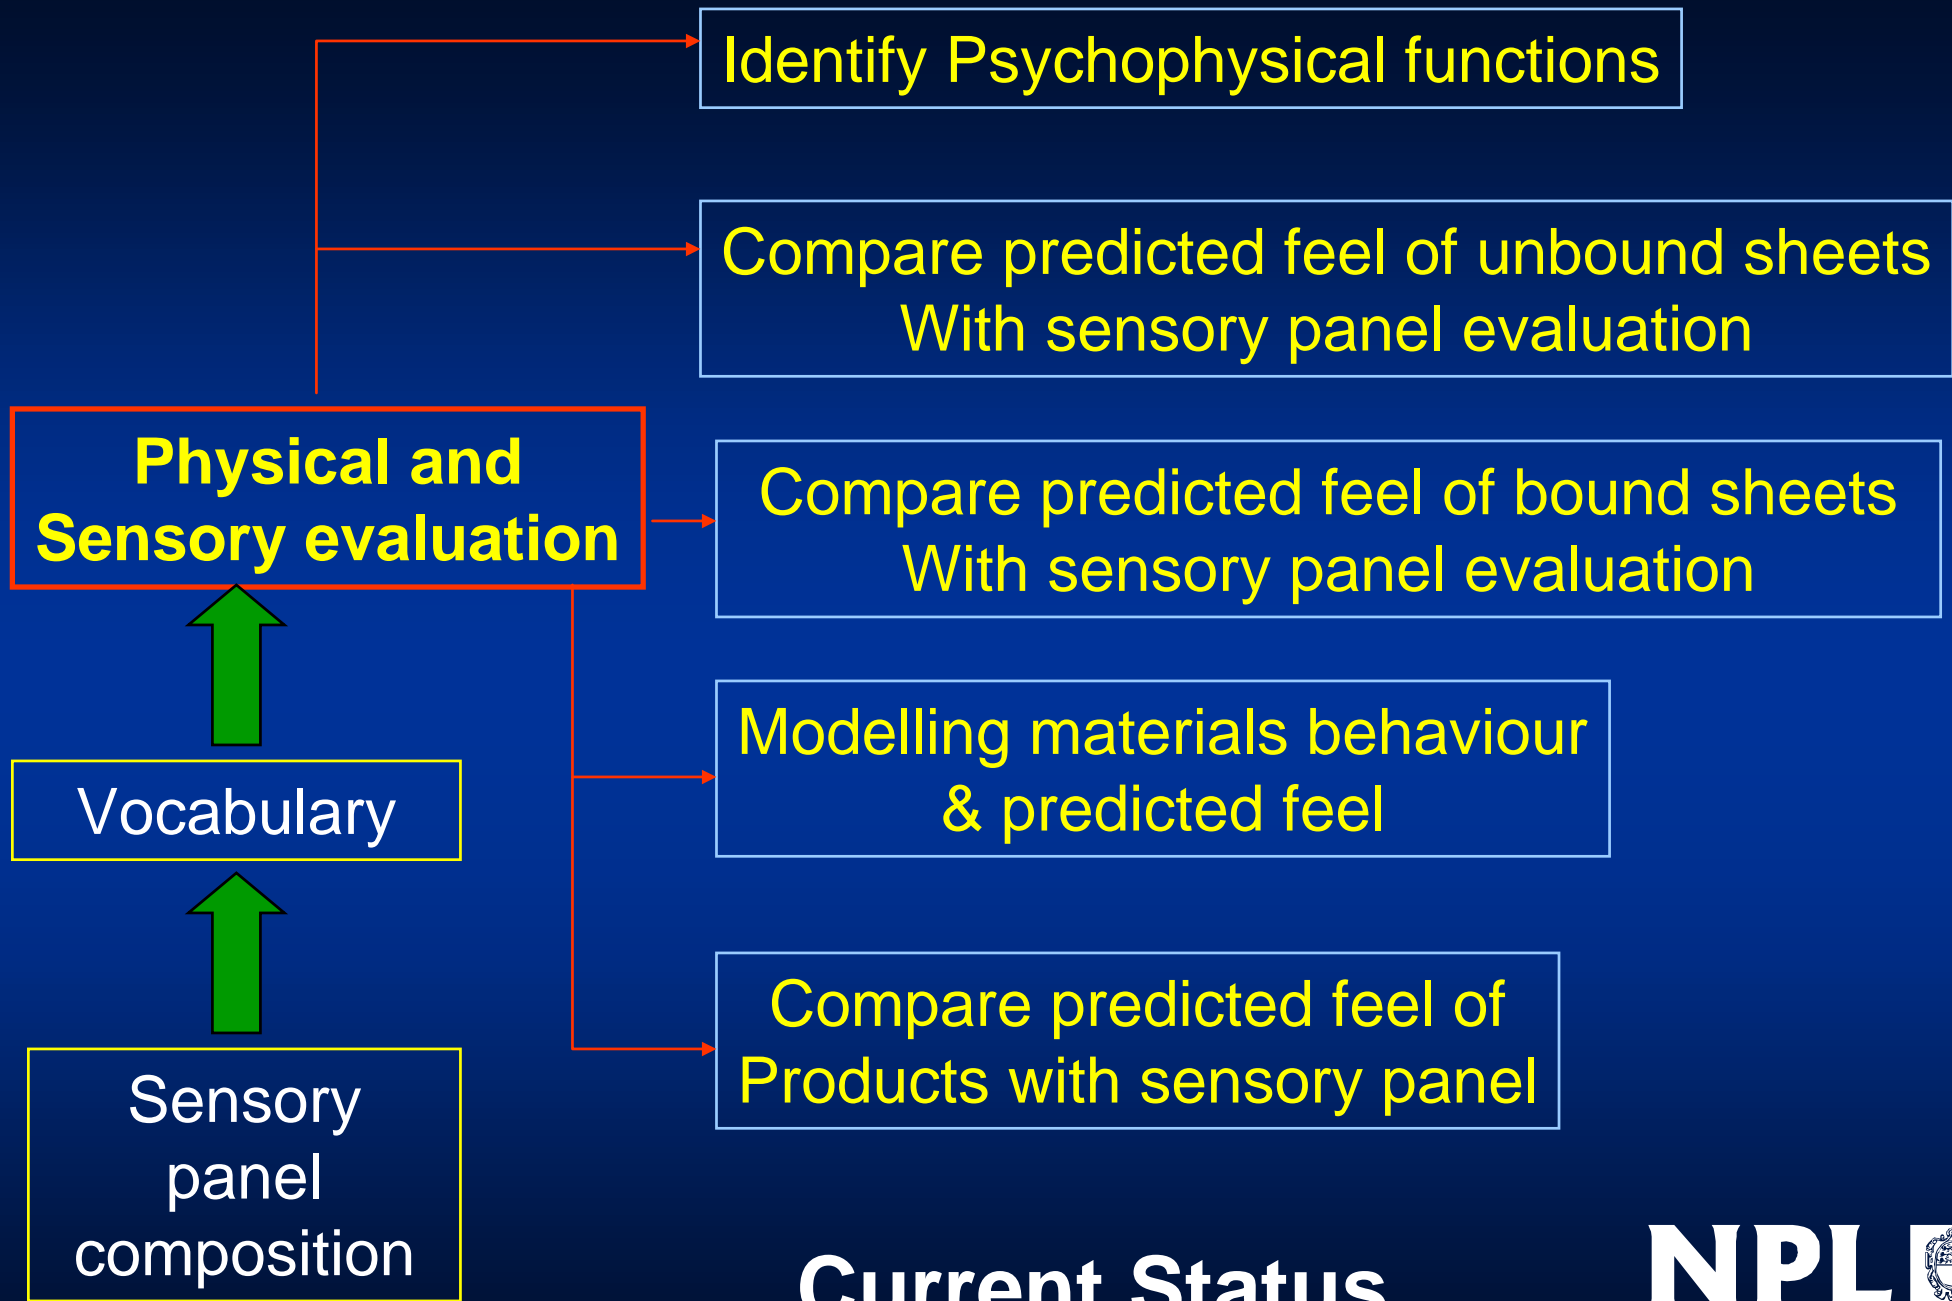 Identify Psychophysical functions
Compare predicted feel of unbound sheets
With sensory panel evaluation
Physical and
Sensory evaluation
Compare predicted feel of bound sheets
With sensory panel evaluation
Modelling materials behaviour
& predicted feel
Vocabulary
Compare predicted feel of
Products with sensory panel
Sensory
panel
composition
Current Status
NPL